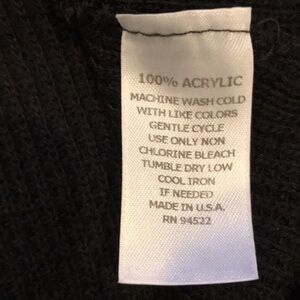 100% ACRYLIC
MACHINE WASH COLD
WITH LIKE COLORS
GENTLE CYCLE
USE ONLY NON
CHLORINE BLEACH
TUMBLE DRY LOW
COOL IRON
IF NEEDED
MADE IN U.S.A.
RN 94522